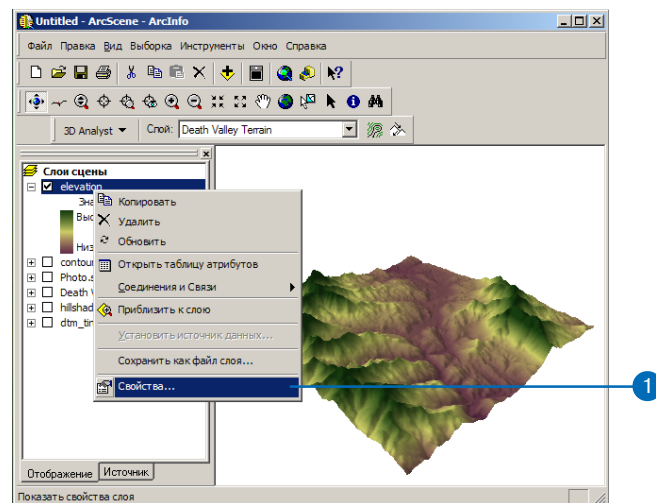 Untitled - ArcScene - ArcInfo
Файл Правка Вид Выборка Инструменты Окно Справка
3D Analyst Слой: Death Valley Terrain
Слои сцены
elevation
Копировать
Удалить
Обновить
Открыть таблицу атрибутов
Соединения и Связи
Приблизить к слою
Установить источник данных...
Сохранить как файл слоя...
Свойства...
1
Зна
Выс
Низ
contour
Photo.s
Death
hillshad
dtm_tin
Отображение Источник
Показать свойства слоя